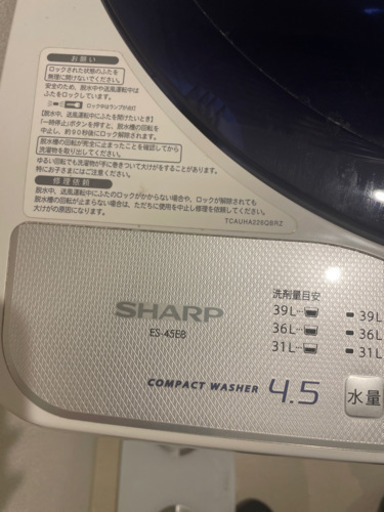 お願い
ロックされた状態のふたを
無理に開けないでください。
安全のため、脱水中や送風運転中は
ふたをロックしています。
ロック中はランプが点灯
【脱水中、送風運転中にふたを開けたいとき】
「一時停止」ボタンを押すと、脱水槽の回転を
中止し、約90秒後にロック解除されます。
脱水槽の回転が完全に止まったことを確認してから
洗濯物を取り出してください。
ゆるい回転でも洗濯物が手に巻きついて大けがをすることがあります。
特にお子さまにはご注意ください。
修理依頼
脱水中、送風運転中にふたのロックがかからない場合や、ロックが解除されても
脱水槽の回転が止まらない場合は、ただちに使用を中止し修理を依頼してください。
大けがの原因になります。
TCAUHA226QBRZ
SHARP
ES-45E8
洗剤量目安
39L 39L
36L 36L
31L 31L
COMPACT WASHER 4.5
水量